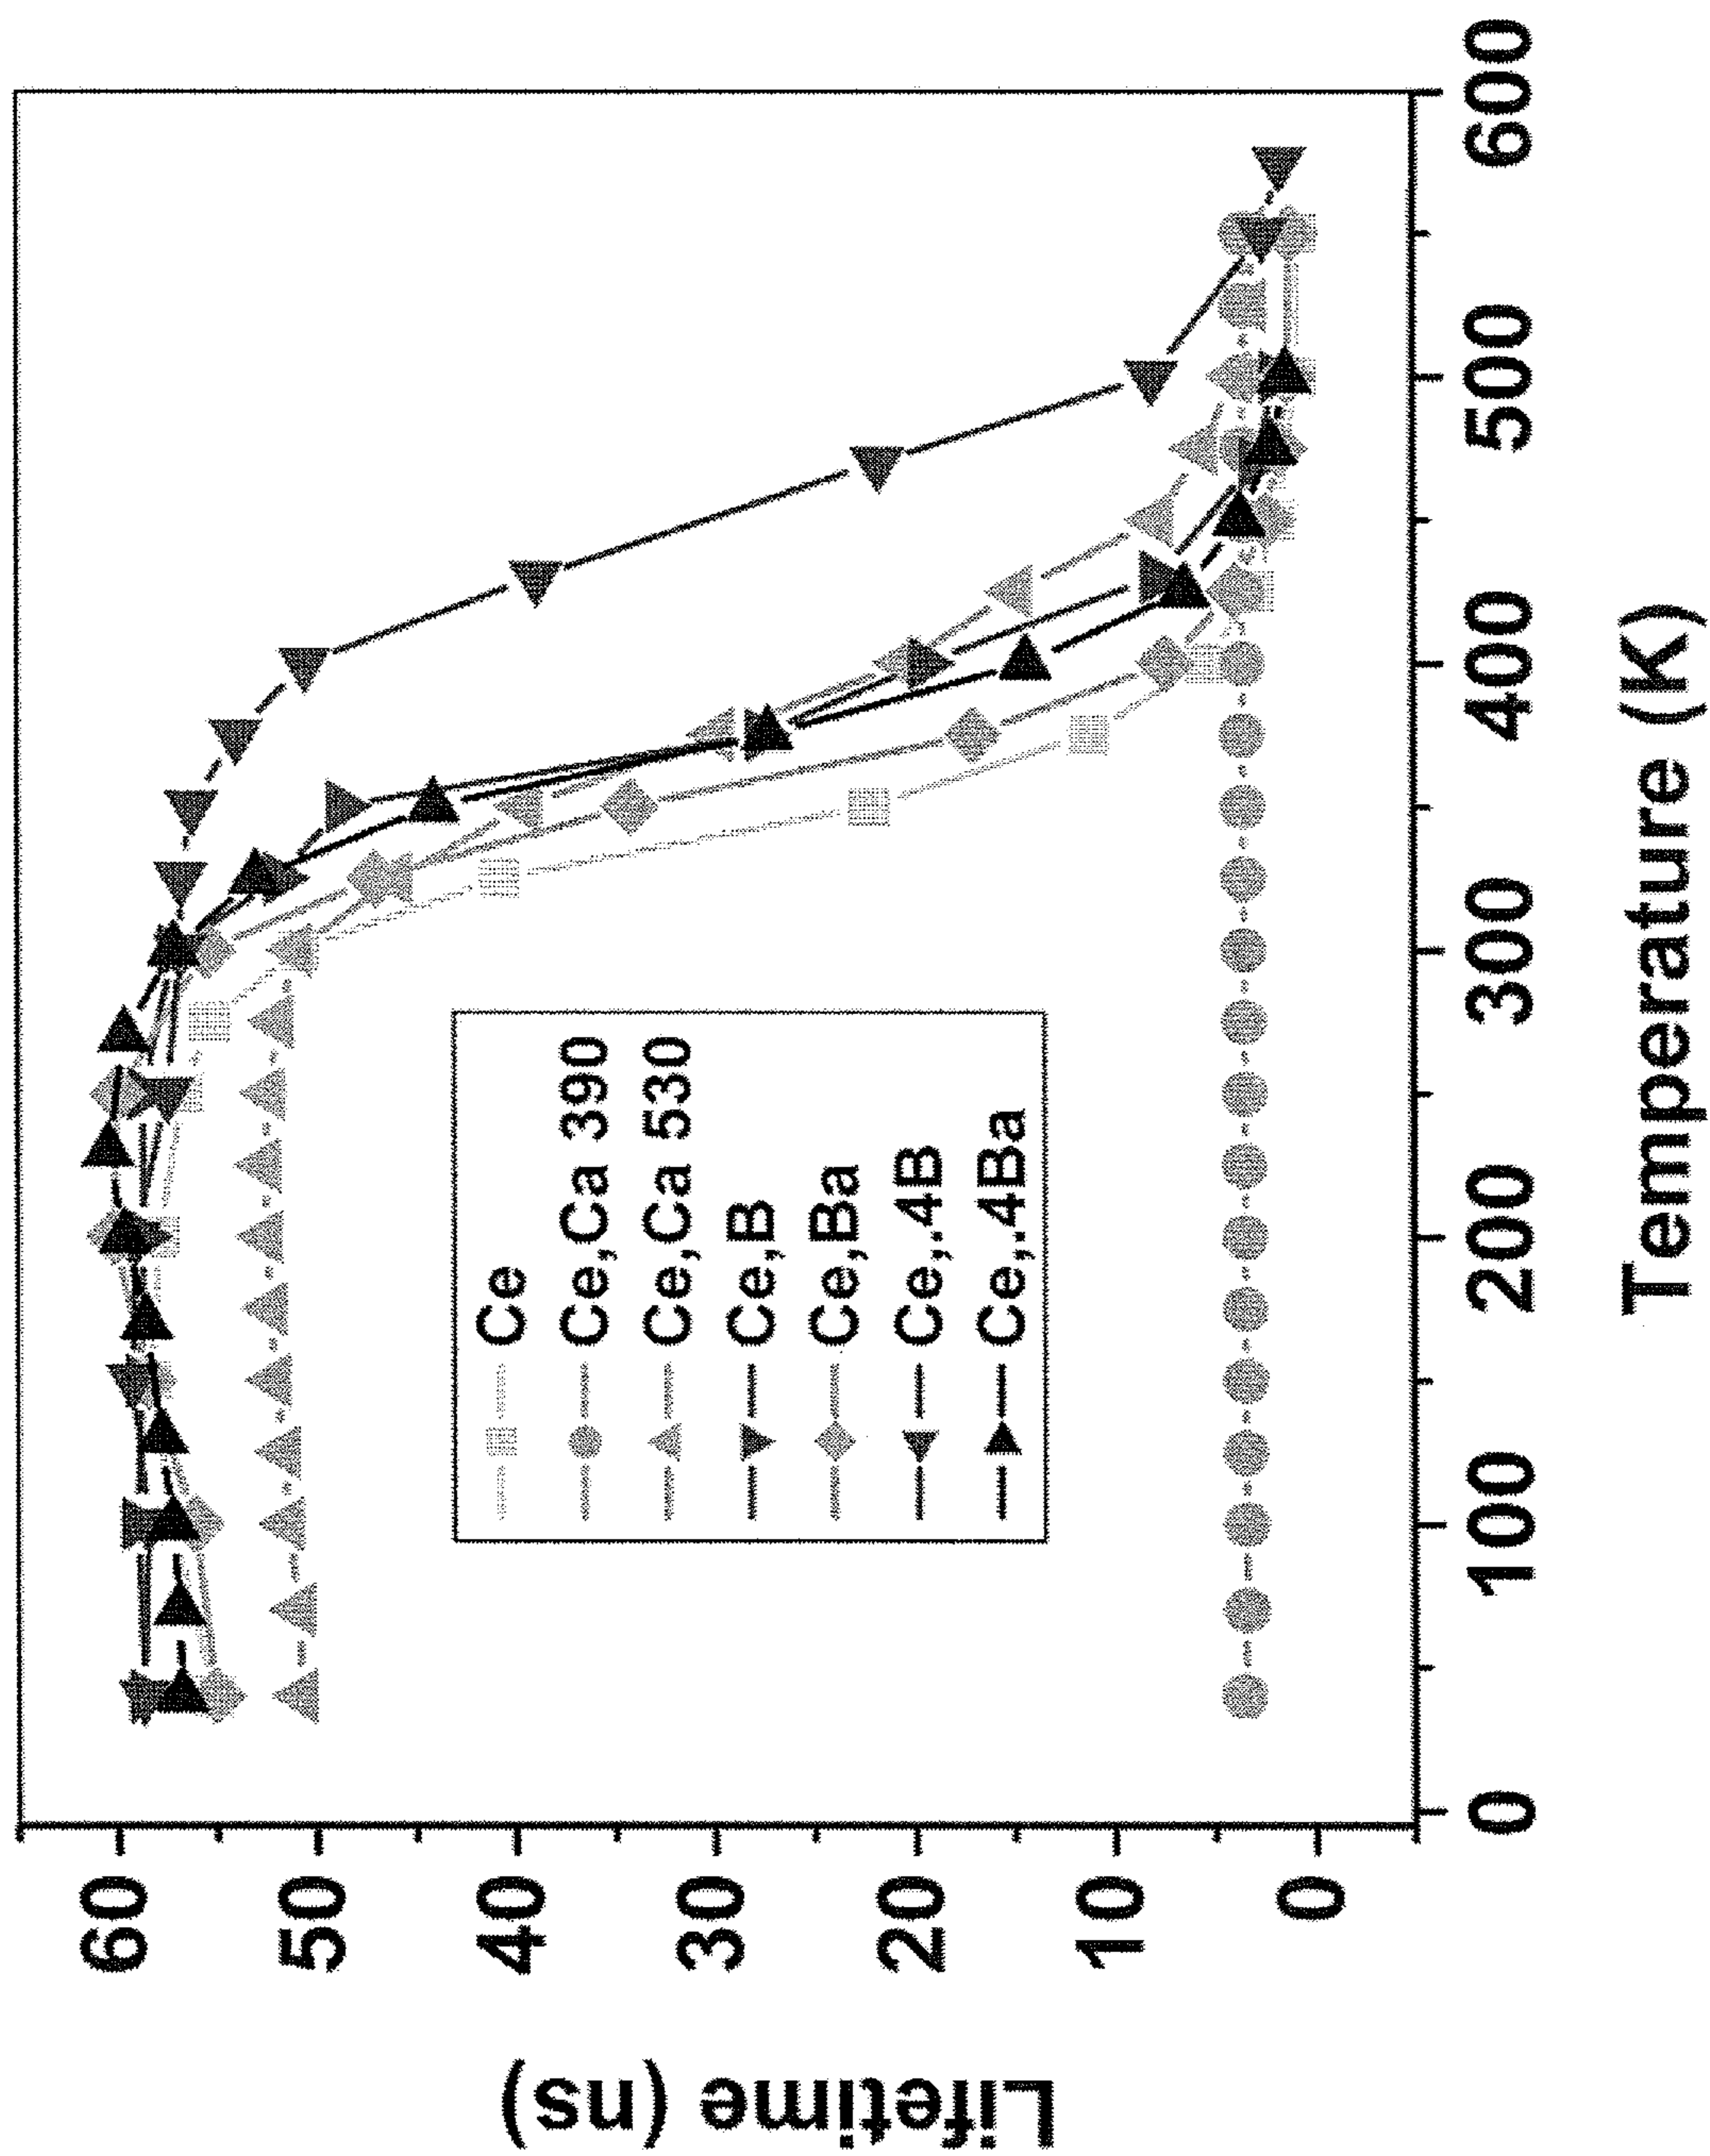 Lifetime (ns)
60
50
40
30
20
10
0
Ce
Ce,Ca 390
Ce,Ca 530
Ce,B
Ce,Ba
Ce,.4B
Ce,.4Ba
0
100
200
300
400
500
600
Temperature (K)